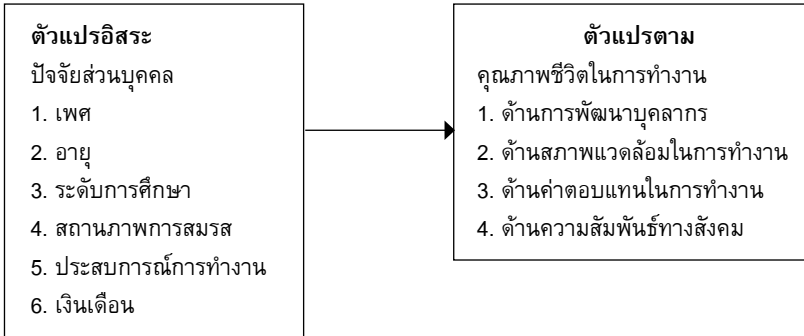 ตัวแปรอิสระ
ปัจจัยส่วนบุคคล
1. เพศ
2. อายุ
3. ระดับการศึกษา
4. สถานภาพการสมรส
5. ประสบการณ์การทำงาน
6. เงินเดือน
ตัวแปรตาม
คุณภาพชีวิตในการทำงาน
1. ด้านการพัฒนาบุคลากร
2. ด้านสภาพแวดล้อมในการทำงาน
3. ด้านค่าตอบแทนในการทำงาน
4. ด้านความสัมพันธ์ทางสังคม